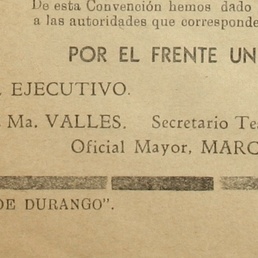 De esta Convención hemos dado
a las autoridades que corresponde
POR EL FRENTE UN
EJECUTIVO.
Ma. VALLES. Secretario Te
Oficial Mayor, MARC
DE DURANGO".